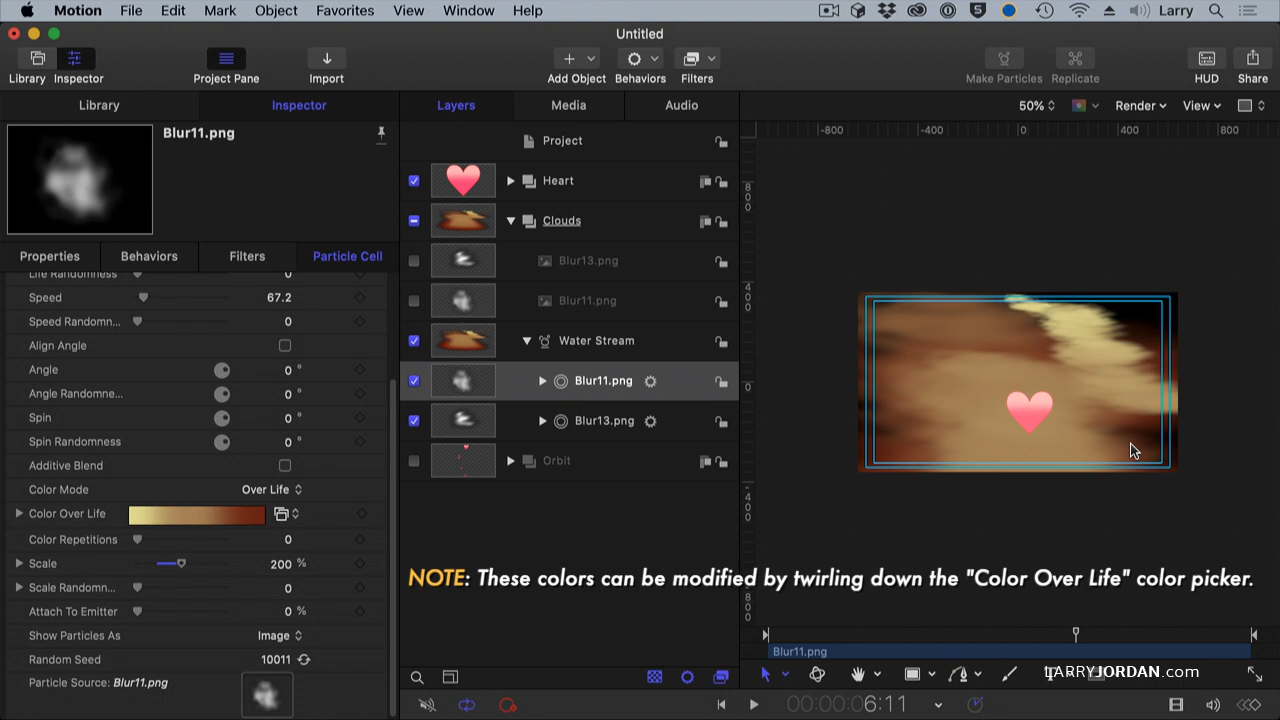 Motion File Edit Mark Object Favorites View Window Help Larry
Untitled
Library Inspector Project Pane Import Add Object Behaviors Filters Make Particles Replicate HUD Share
Library Inspector Layers Media Audio 50% Render View
Blur11.png
-800 -400 0 400 800
Project
Heart
Clouds
Properties Behaviors Filters Particle Cell
Blur13.png
Life Randomness 0
Speed 67.2
Blur11.png
Speed Randomn... 0
Align Angle
Water Stream
Angle 0 °
Blur11.png
Angle Randomne... 0 °
Spin 0 °
Blur13.png
Spin Randomness 0 °
Additive Blend
Orbit
Color Mode Over Life
Color Over Life
Color Repetitions 0
Scale 200 %
NOTE: These colors can be modified by twirling down the "Color Over Life" color picker.
Scale Randomn... 0
Attach To Emitter 0 %
Show Particles As Image
Random Seed 10011
Blur11.png
Particle Source: Blur11.png
LARRYJORDAN.com
00:00:00:6:11